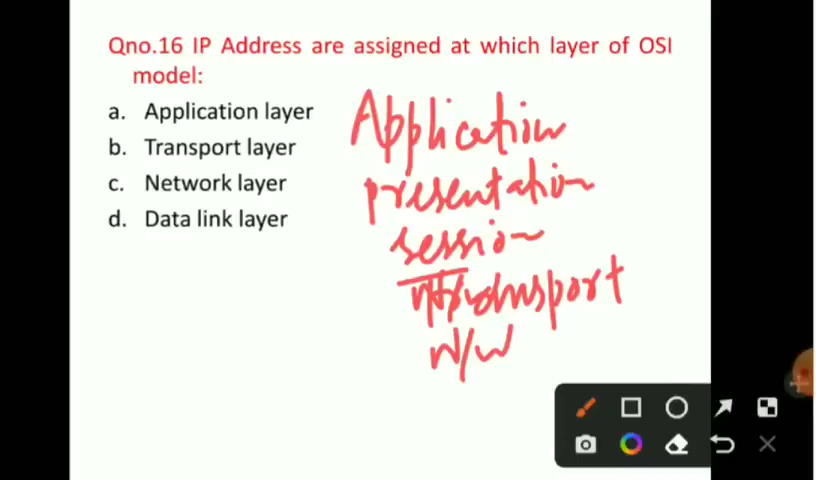 Qno.16 IP Address are assigned at which layer of OSI
model:
a. Application layer
b. Transport layer
c. Network layer
d. Data link layer
Application
presentation
session
transport
N/W